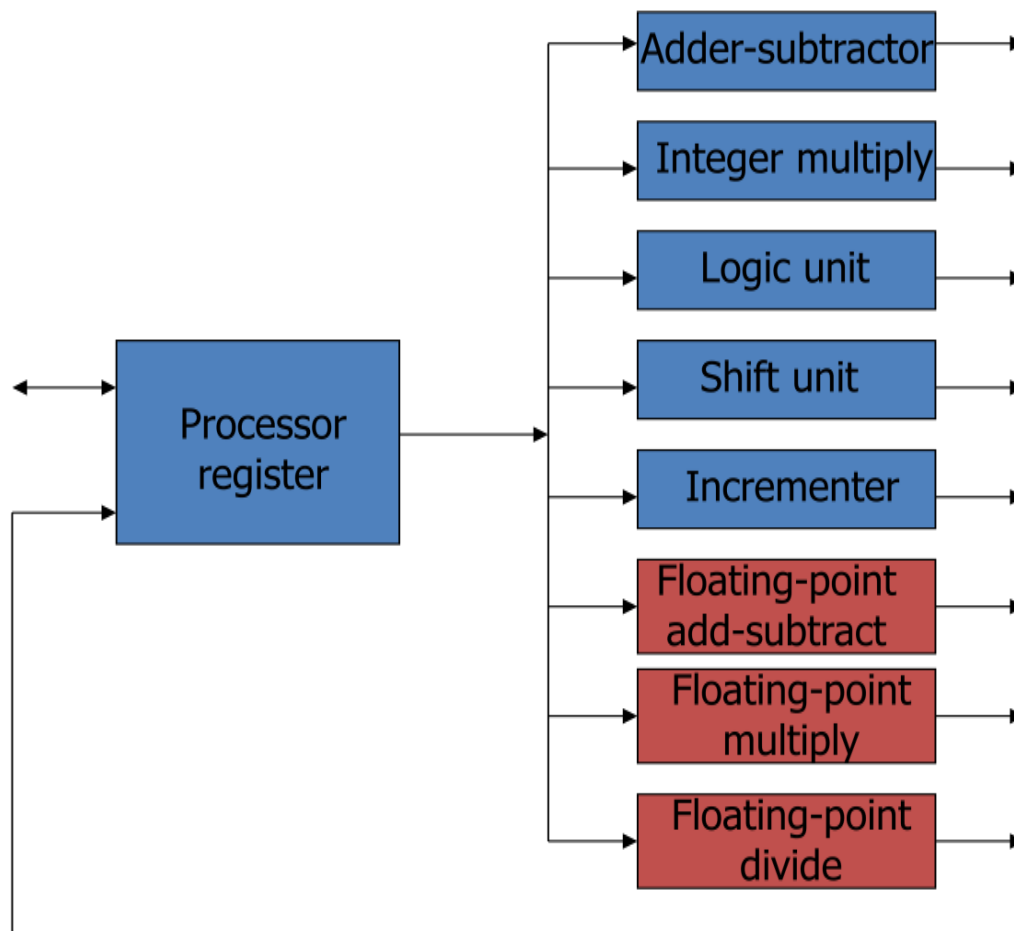 Adder-subtractor
Integer multiply
Logic unit
Shift unit
Processor
register
Incrementer
Floating-point
add-subtract
Floating-point
multiply
Floating-point
divide